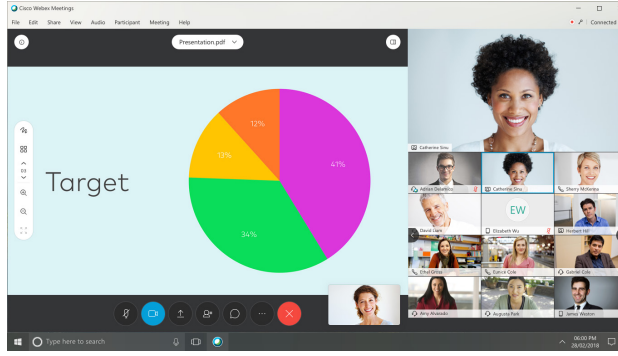 Cisco Webex Meetings
File Edit Share View Audio Participant Meeting Help
Connected
Presentation.pdf
Target
12%
13%
41%
34%
Catherine Sinu
Adrian Delamico
Catherine Sinu
Sherry McKenna
David Liam
EW
Elizabeth Wu
Herbert Hill
Ethel Gross
Eunice Cole
Gabriel Cole
Amy Alvarado
Augusta Park
James Weston
Type here to search
06:00 PM
28/02/2018